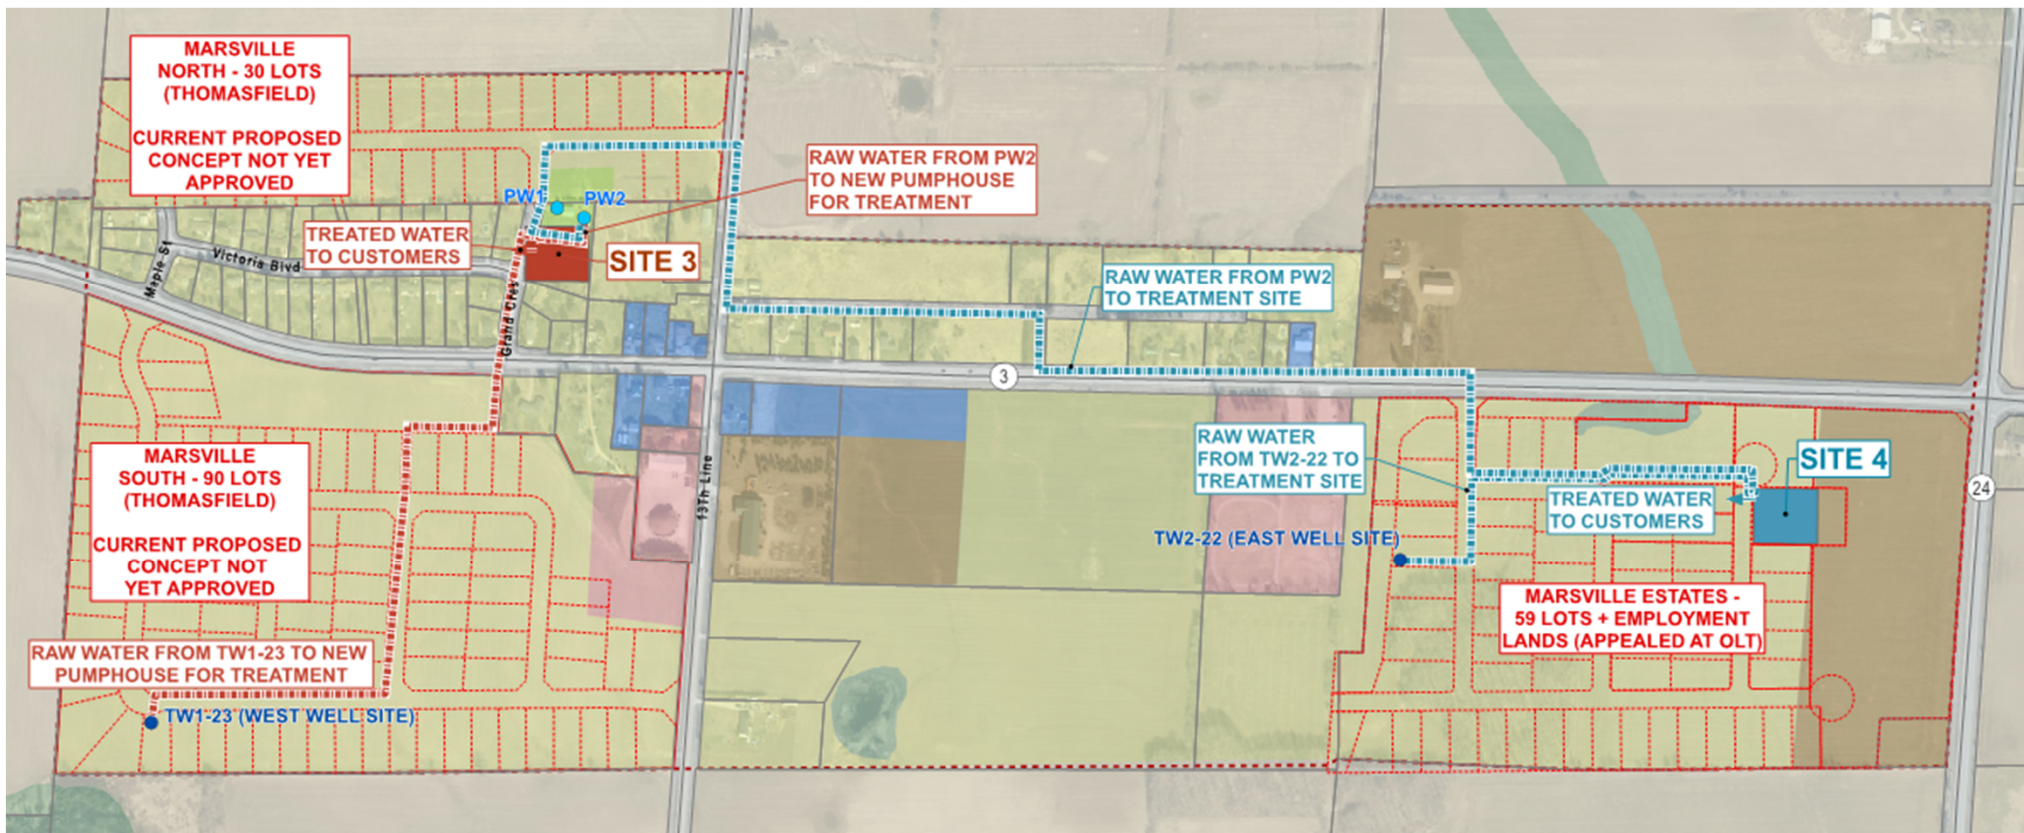 MARSVILLE
NORTH - 30 LOTS
(THOMASFIELD)
CURRENT PROPOSED
CONCEPT NOT YET
APPROVED
RAW WATER FROM PW2
TO NEW PUMPHOUSE
FOR TREATMENT
PW1
PW2
TREATED WATER
TO CUSTOMERS
SITE 3
Maple St
Victoria Blvd
Grand Cres
RAW WATER FROM PW2
TO TREATMENT SITE
3
MARSVILLE
SOUTH - 90 LOTS
(THOMASFIELD)
CURRENT PROPOSED
CONCEPT NOT
YET APPROVED
13Th Line
RAW WATER
FROM TW2-22 TO
TREATMENT SITE
SITE 4
TREATED WATER
TO CUSTOMERS
24
TW2-22 (EAST WELL SITE)
MARSVILLE ESTATES -
59 LOTS + EMPLOYMENT
LANDS (APPEALED AT OLT)
RAW WATER FROM TW1-23 TO NEW
PUMPHOUSE FOR TREATMENT
TW1-23 (WEST WELL SITE)